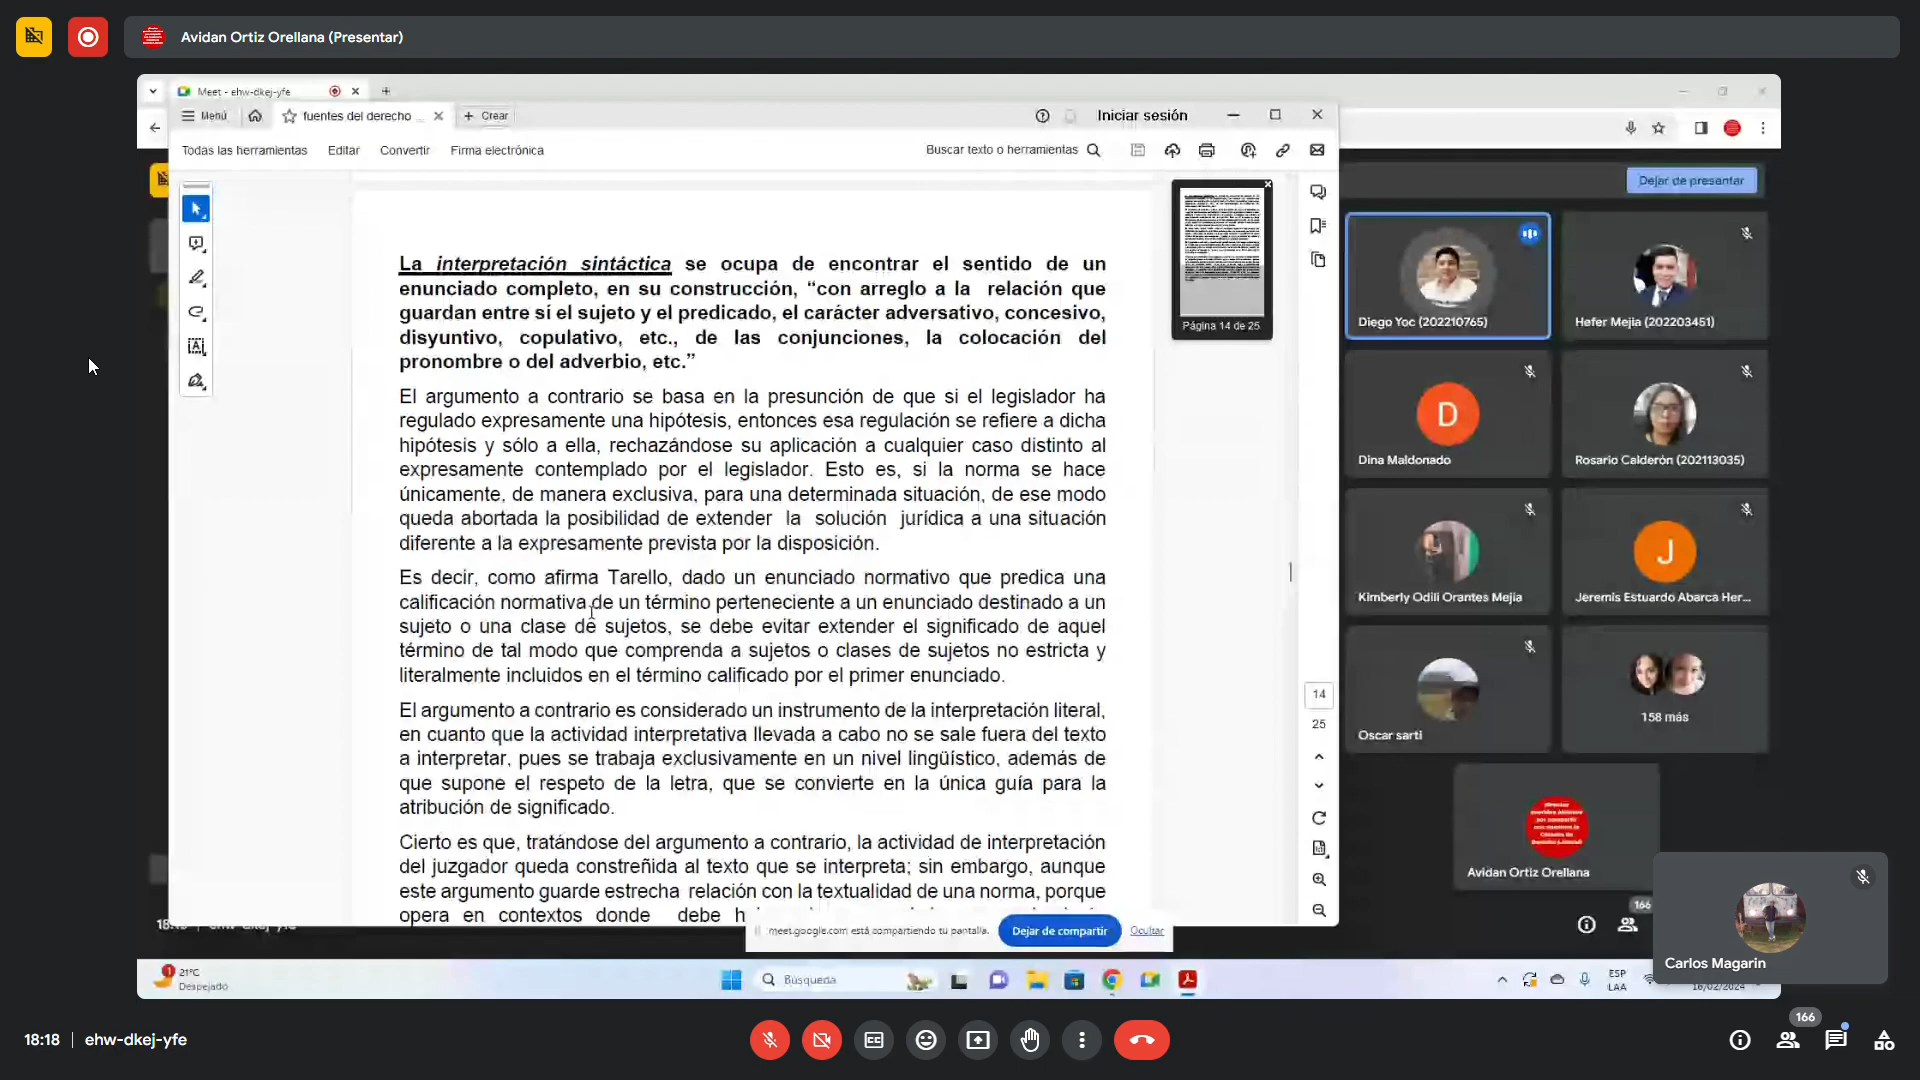 Avidan Ortiz Orellana (Presentar)
Meet - ehw-dkej-yfe
Menú
fuentes del derecho ...
Crear
Iniciar sesión
Todas las herramientas
Editar
Convertir
Firma electrónica
Buscar texto o herramientas
Dejar de presentar
La interpretación sintáctica se ocupa de encontrar el sentido de un
enunciado completo, en su construcción, “con arreglo a la relación que
guardan entre sí el sujeto y el predicado, el carácter adversativo, concesivo,
disyuntivo, copulativo, etc., de las conjunciones, la colocación del
pronombre o del adverbio, etc.”
El argumento a contrario se basa en la presunción de que si el legislador ha
regulado expresamente una hipótesis, entonces esa regulación se refiere a dicha
hipótesis y sólo a ella, rechazándose su aplicación a cualquier caso distinto al
expresamente contemplado por el legislador. Esto es, si la norma se hace
únicamente, de manera exclusiva, para una determinada situación, de ese modo
queda abortada la posibilidad de extender la solución jurídica a una situación
diferente a la expresamente prevista por la disposición.
Es decir, como afirma Tarello, dado un enunciado normativo que predica una
calificación normativa de un término perteneciente a un enunciado destinado a un
sujeto o una clase de sujetos, se debe evitar extender el significado de aquel
término de tal modo que comprenda a sujetos o clases de sujetos no estricta y
literalmente incluidos en el término calificado por el primer enunciado.
El argumento a contrario es considerado un instrumento de la interpretación literal,
en cuanto que la actividad interpretativa llevada a cabo no se sale fuera del texto
a interpretar, pues se trabaja exclusivamente en un nivel lingüístico, además de
que supone el respeto de la letra, que se convierte en la única guía para la
atribución de significado.
Cierto es que, tratándose del argumento a contrario, la actividad de interpretación
del juzgador queda constreñida al texto que se interpreta; sin embargo, aunque
este argumento guarde estrecha relación con la textualidad de una norma, porque
opera en contextos donde debe
Página 14 de 25
14
25
Diego Yoc (202210765)
Hefer Mejia (202203451)
D
Dina Maldonado
Rosario Calderón (202113035)
Kimberly Odili Orantes Mejia
J
Jeremis Estuardo Abarca Her...
Oscar sarti
158 más
Avidan Ortiz Orellana
166
Carlos Magarin
meet.google.com está compartiendo tu pantalla.
Dejar de compartir
Ocultar
1
21°C
Despejado
Búsqueda
ESP
LAA
16/02/2024
18:18
ehw-dkej-yfe
166